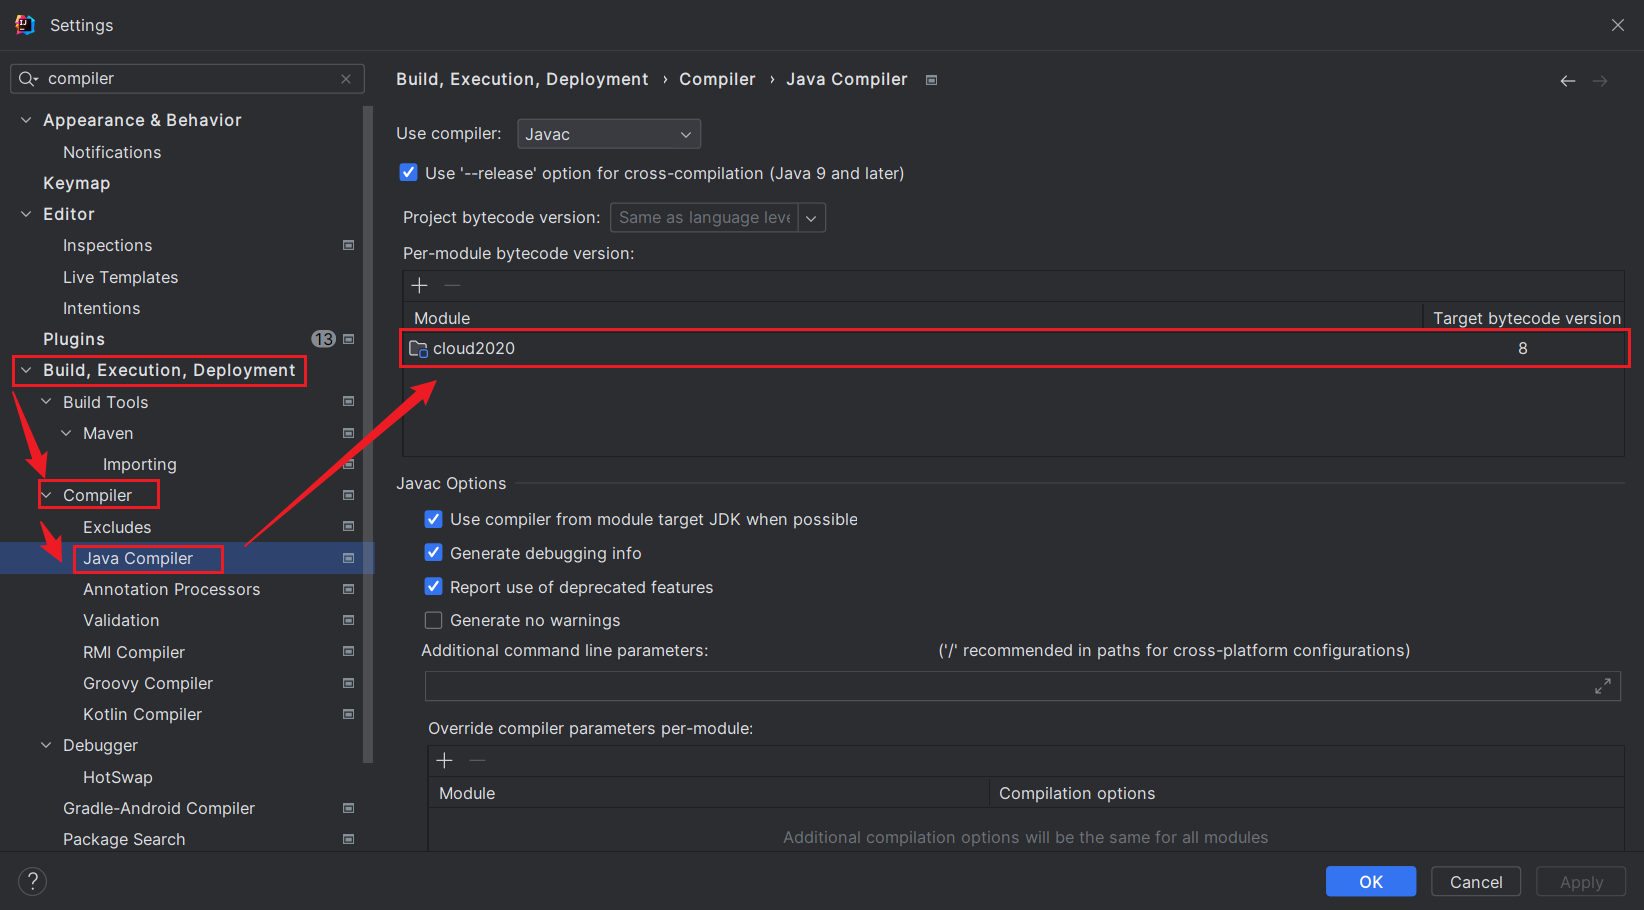 Settings
compiler
Appearance & Behavior
Notifications
Keymap
Editor
Inspections
Live Templates
Intentions
Plugins 13
Build, Execution, Deployment
Build Tools
Maven
Importing
Compiler
Excludes
Java Compiler
Annotation Processors
Validation
RMI Compiler
Groovy Compiler
Kotlin Compiler
Debugger
HotSwap
Gradle-Android Compiler
Package Search
Build, Execution, Deployment › Compiler › Java Compiler
Use compiler: Javac
Use '--release' option for cross-compilation (Java 9 and later)
Project bytecode version: Same as language leve
Per-module bytecode version:
Module Target bytecode version
cloud2020 8
Javac Options
Use compiler from module target JDK when possible
Generate debugging info
Report use of deprecated features
Generate no warnings
Additional command line parameters: ('/' recommended in paths for cross-platform configurations)
Override compiler parameters per-module:
Module Compilation options
Additional compilation options will be the same for all modules
? OK Cancel Apply